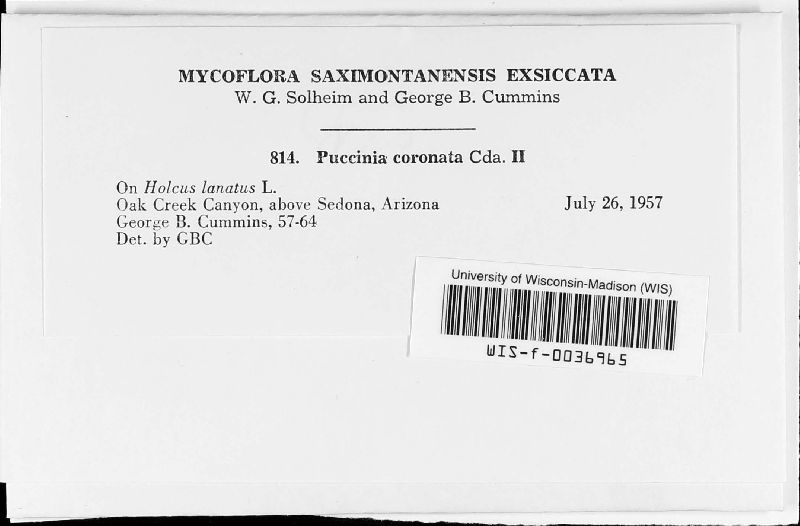 MYCOFLORA SAXIMONTANENSIS EXSICCATA
W. G. Solheim and George B. Cummins
814. Puccinia coronata Cda. II
On Holcus lanatus L.
Oak Creek Canyon, above Sedona, Arizona July 26, 1957
George B. Cummins, 57-64
Det. by GBC
University of Wisconsin-Madison (WIS)
WIS-f-0036965